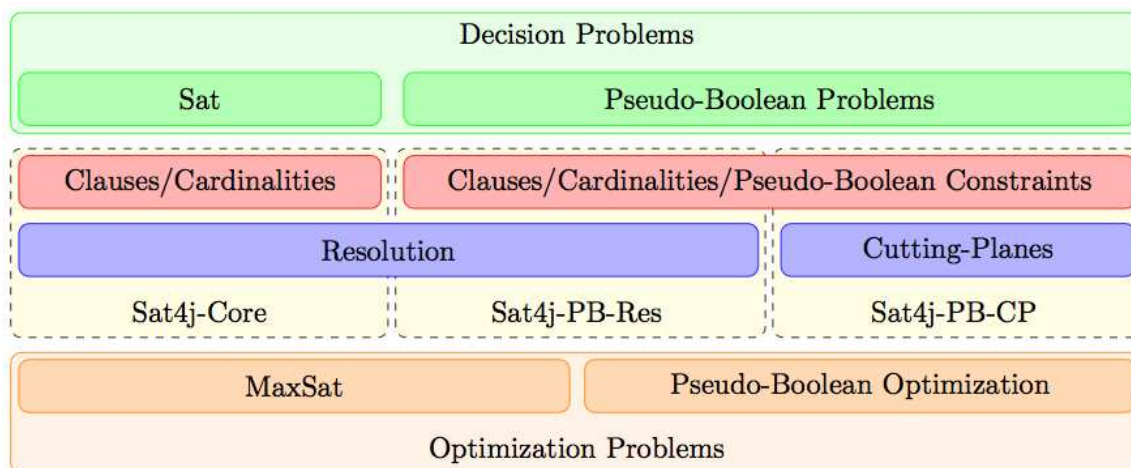 Decision Problems
Sat
Pseudo-Boolean Problems
Clauses/Cardinalities
Clauses/Cardinalities/Pseudo-Boolean Constraints
Resolution
Cutting-Planes
Sat4j-Core
Sat4j-PB-Res
Sat4j-PB-CP
MaxSat
Pseudo-Boolean Optimization
Optimization Problems